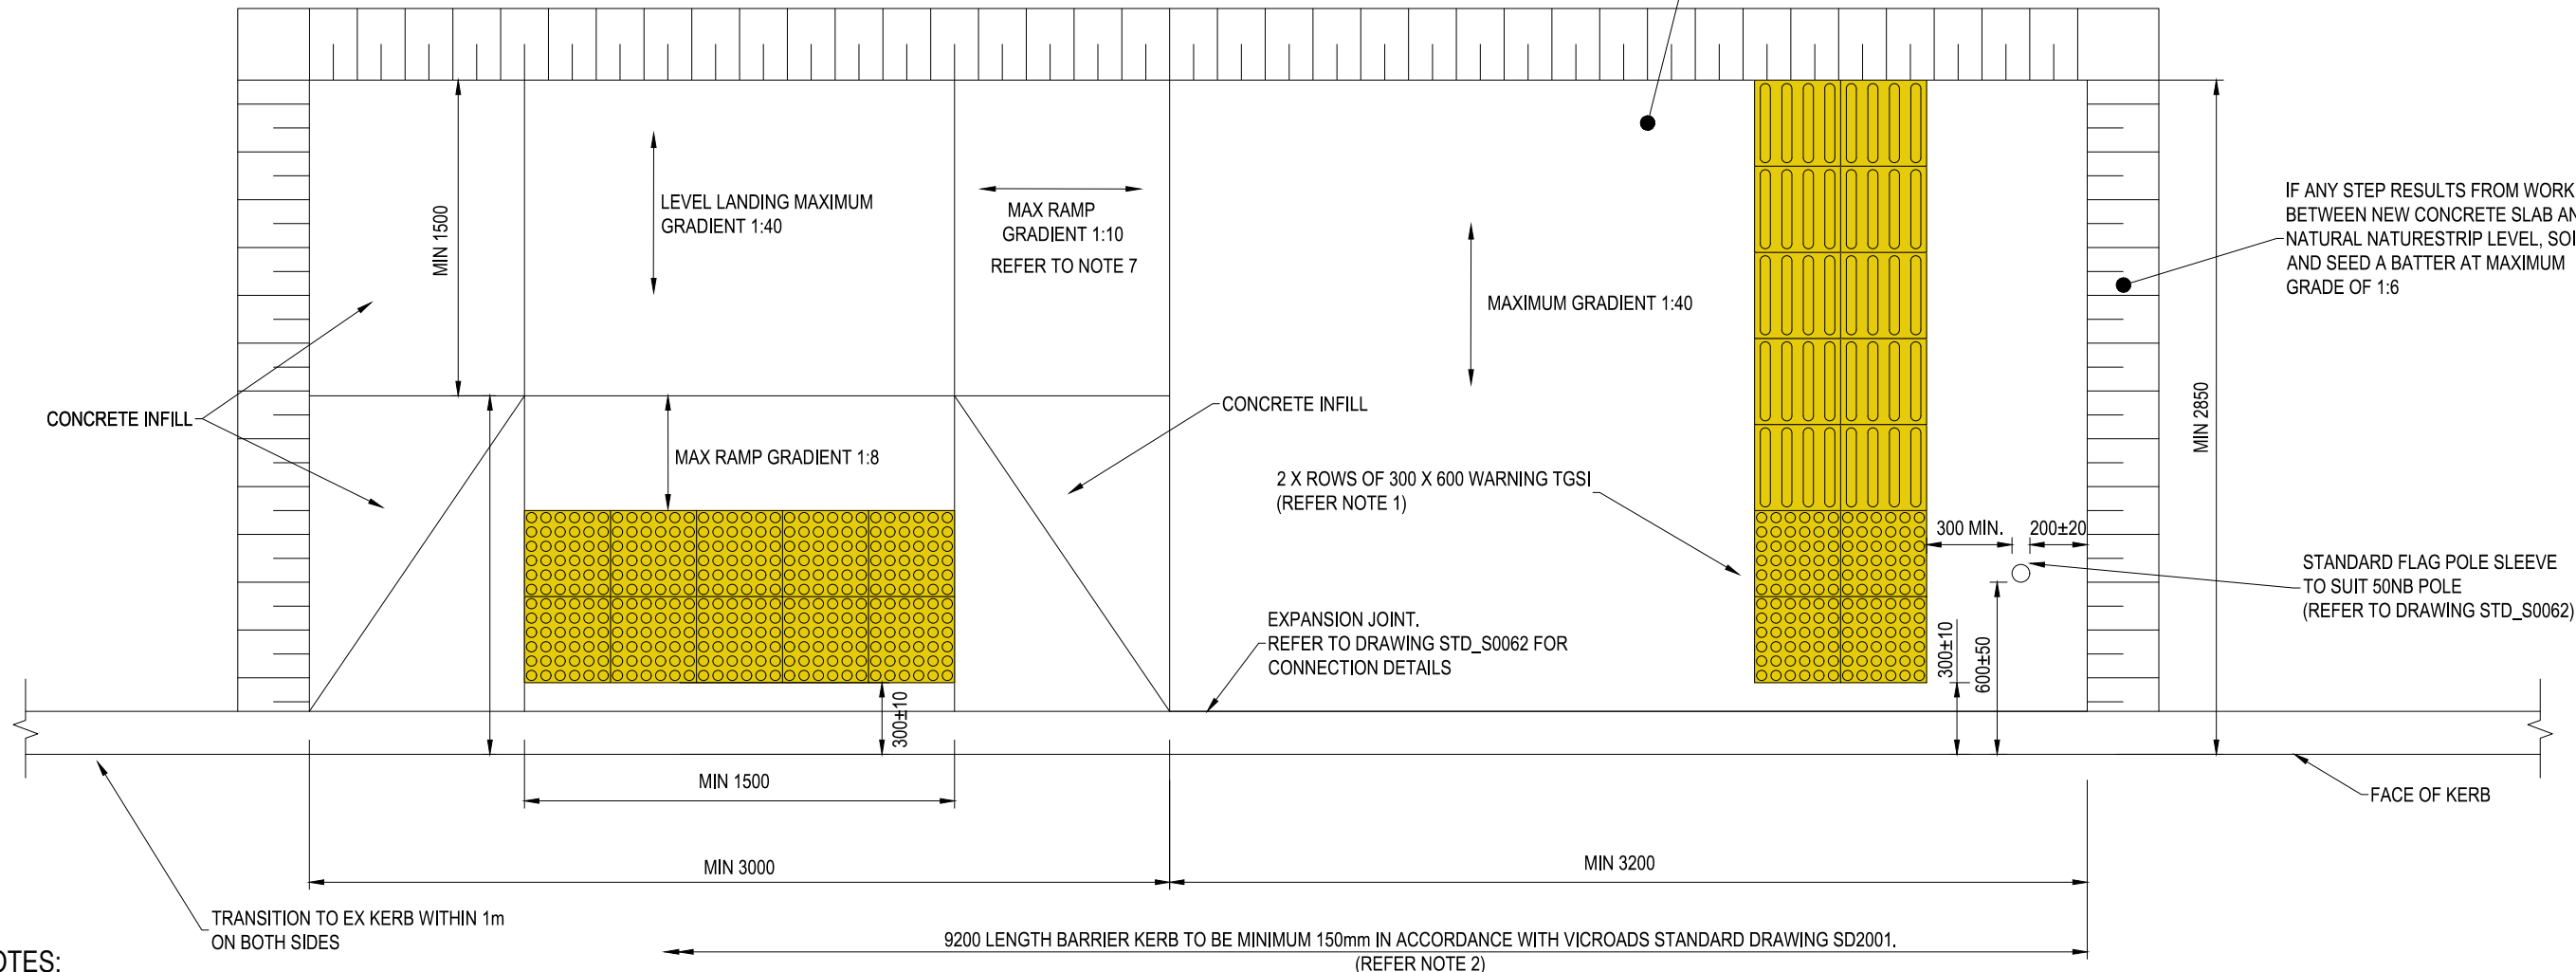 MIN 1500
LEVEL LANDING MAXIMUM
GRADIENT 1:40
MAX RAMP
GRADIENT 1:10
REFER TO NOTE 7
MAXIMUM GRADIENT 1:40
IF ANY STEP RESULTS FROM WORK
BETWEEN NEW CONCRETE SLAB AN
NATURAL NATURESTRIP LEVEL, SOI
AND SEED A BATTER AT MAXIMUM
GRADE OF 1:6
CONCRETE INFILL
CONCRETE INFILL
MIN 2850
MAX RAMP GRADIENT 1:8
2 X ROWS OF 300 X 600 WARNING TGSI
(REFER NOTE 1)
300 MIN.
200±20
STANDARD FLAG POLE SLEEVE
TO SUIT 50NB POLE
(REFER TO DRAWING STD_S0062)
EXPANSION JOINT.
REFER TO DRAWING STD_S0062 FOR
CONNECTION DETAILS
300±10
600±50
300±10
MIN 1500
FACE OF KERB
MIN 3000
MIN 3200
TRANSITION TO EX KERB WITHIN 1m
ON BOTH SIDES
9200 LENGTH BARRIER KERB TO BE MINIMUM 150mm IN ACCORDANCE WITH VICROADS STANDARD DRAWING SD2001.
(REFER NOTE 2)
OTES: